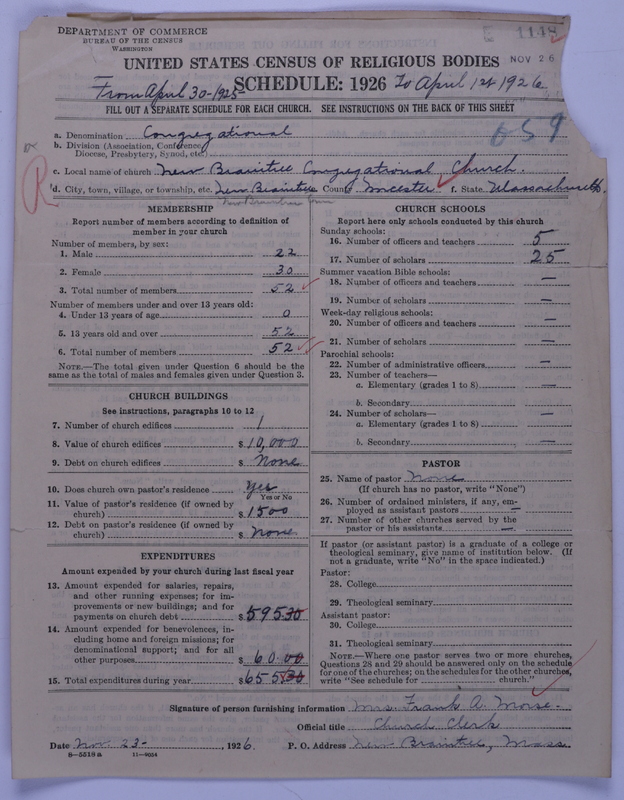 DEPARTMENT OF COMMERCE
BUREAU OF THE CENSUS
WASHINGTON
1148
NOV 26
UNITED STATES CENSUS OF RELIGIOUS BODIES
SCHEDULE: 1926
From April 30-1925- To April 1st 1926
FILL OUT A SEPARATE SCHEDULE FOR EACH CHURCH. SEE INSTRUCTIONS ON THE BACK OF THIS SHEET
659
a. Denomination Congregational
b. Division (Association, Conference, Diocese, Presbytery, Synod, etc.)
R
c. Local name of church New Braintree Congregational Church.
d. City, town, village, or township, etc. New Braintree County Worcester f. State Massachusetts.
New Braintree town
MEMBERSHIP
Report number of members according to definition of
member in your church
Number of members, by sex:
1. Male 22
2. Female 30
3. Total number of members 52
Number of members under and over 13 years old:
4. Under 13 years of age 0
5. 13 years old and over 52
6. Total number of members 52
NOTE.—The total given under Question 6 should be
same as the total of males and females given under Question 3.
CHURCH BUILDINGS
See instructions, paragraphs 10 to 12
7. Number of church edifices 1
8. Value of church edifices $10,000
9. Debt on church edifices $ None
10. Does church own pastor's residence Yes
Yes or No
11. Value of pastor's residence (if owned by
church) $1500
12. Debt on pastor's residence (if owned by
church) $ None
EXPENDITURES
Amount expended by your church during last fiscal year
13. Amount expended for salaries, repairs,
and other running expenses; for im-
provements or new buildings; and for
payments on church debt $595.30
14. Amount expended for benevolences, in-
cluding home and foreign missions; for
denominational support; and for all
other purposes $60.00
15. Total expenditures during year $655.30
CHURCH SCHOOLS
Report here only schools conducted by this church
Sunday schools:
16. Number of officers and teachers 5
17. Number of scholars 25
Summer vacation Bible schools:
18. Number of officers and teachers —
19. Number of scholars —
Week-day religious schools:
20. Number of officers and teachers —
21. Number of scholars —
Parochial schools:
22. Number of administrative officers —
23. Number of teachers—
a. Elementary (grades 1 to 8) —
b. Secondary
24. Number of scholars— —
a. Elementary (grades 1 to 8)
b. Secondary —
PASTOR
25. Name of pastor None
(If church has no pastor, write "None")
26. Number of ordained ministers, if any, em-
ployed as assistant pastors —
27. Number of other churches served by the
pastor or his assistants —
If pastor (or assistant pastor) is a graduate of a college or
theological seminary, give name of institution below. (If
not a graduate, write "No" in the space indicated.)
Pastor:
28. College
29. Theological seminary
Assistant pastor:
30. College
31. Theological seminary
NOTE.—Where one pastor serves two or more churches,
Questions 28 and 29 should be answered only on the schedule
for one of the churches; on the schedules for the other churches,
write "See schedule for church."
Signature of person furnishing information Mrs. Frank A. Morse.
Official title Church Clerk
Date Nov. 23-, 1926. P. O. Address New Braintree, Mass.
8-5518 a 11-9054